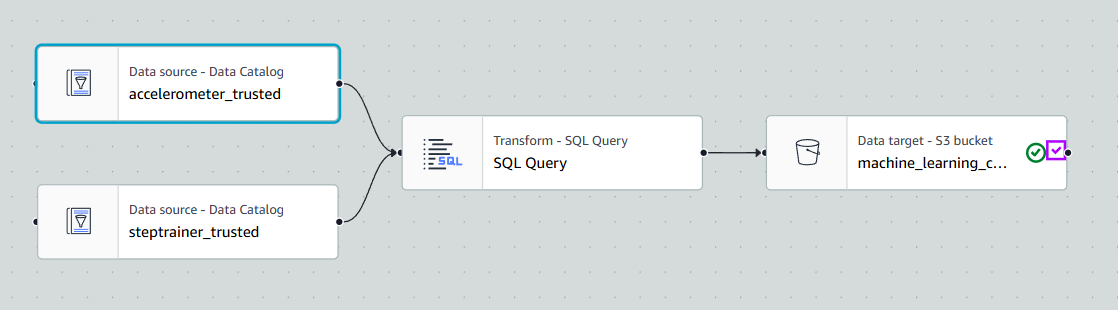 Data source - Data Catalog
accelerometer_trusted
Data source - Data Catalog
steptrainer_trusted
SQL
Transform - SQL Query
SQL Query
Data target - S3 bucket
machine_learning_c...